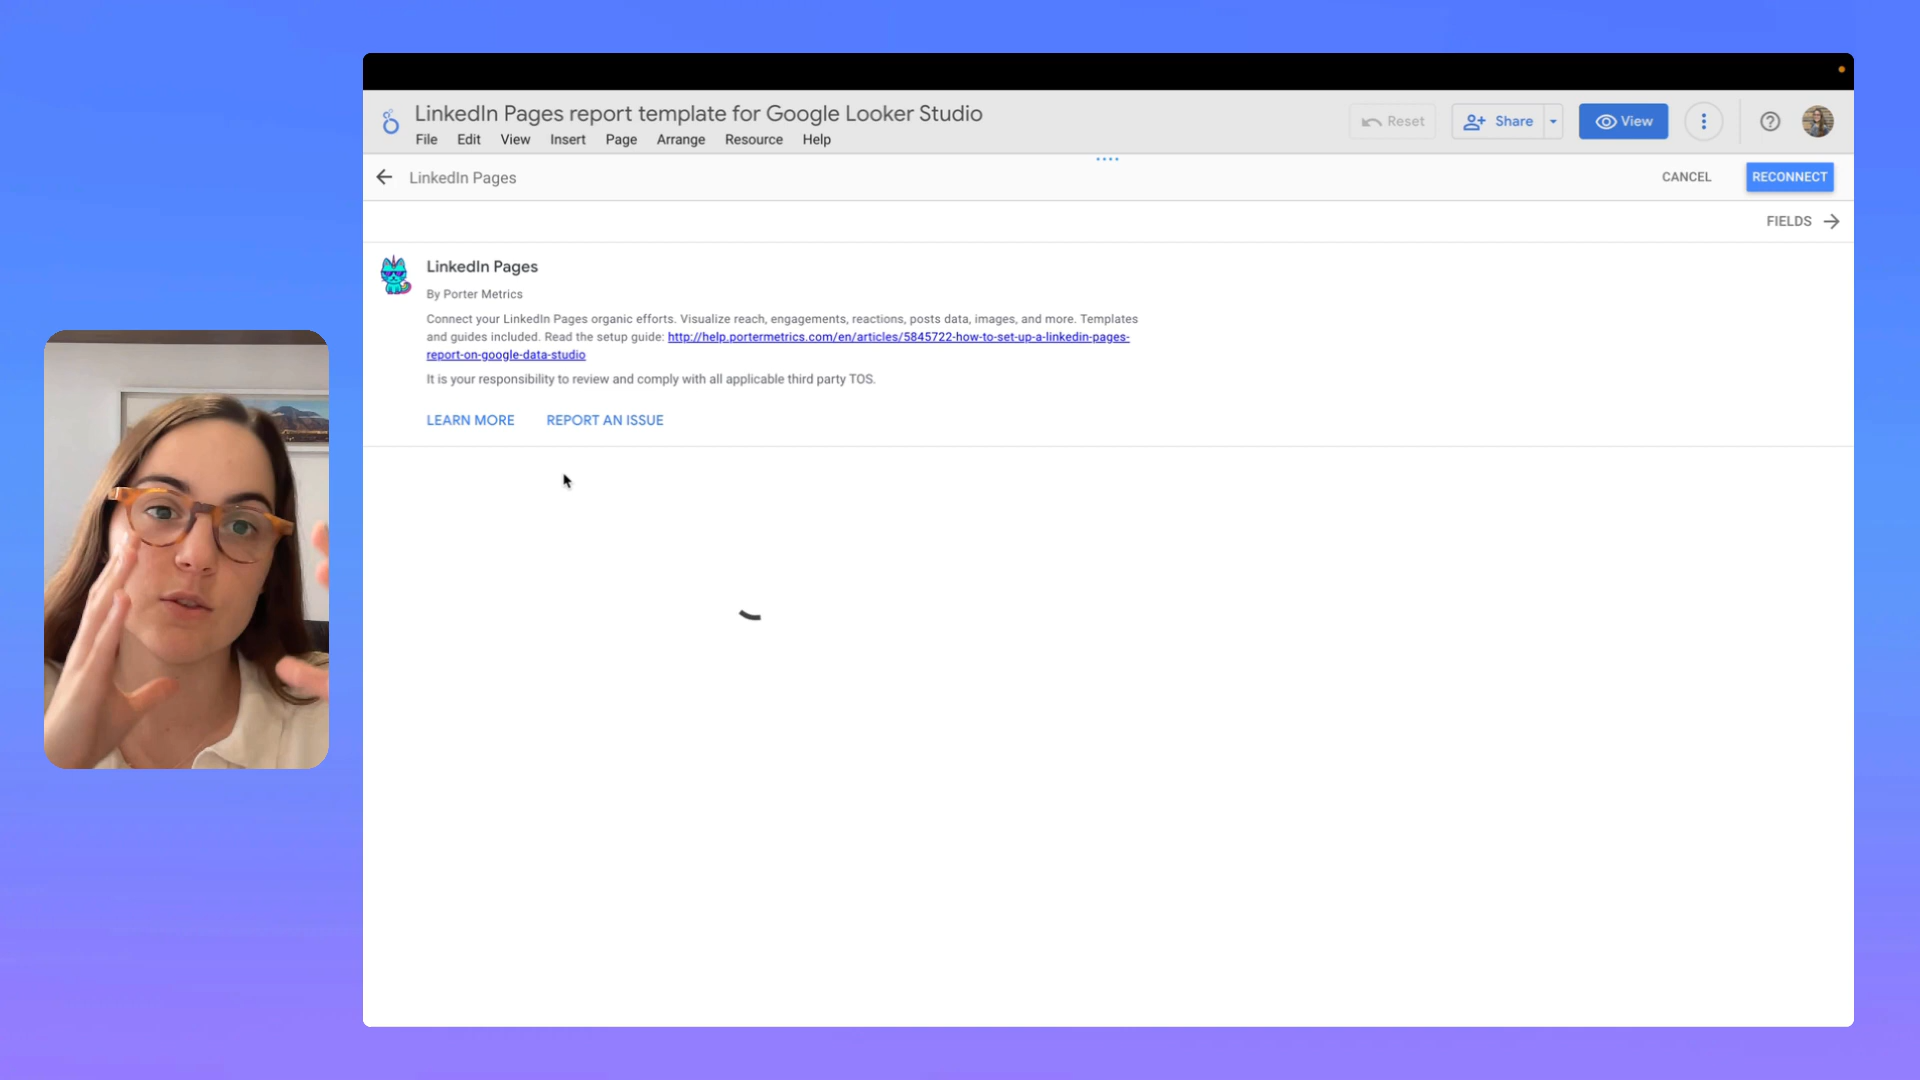 LinkedIn Pages report template for Google Looker Studio
File Edit View Insert Page Arrange Resource Help
Reset Share View
LinkedIn Pages
CANCEL RECONNECT
FIELDS
LinkedIn Pages
By Porter Metrics
Connect your LinkedIn Pages organic efforts. Visualize reach, engagements, reactions, posts data, images, and more. Templates
and guides included. Read the setup guide: http://help.portermetrics.com/en/articles/5845722-how-to-set-up-a-linkedin-pages-
report-on-google-data-studio
It is your responsibility to review and comply with all applicable third party TOS.
LEARN MORE REPORT AN ISSUE